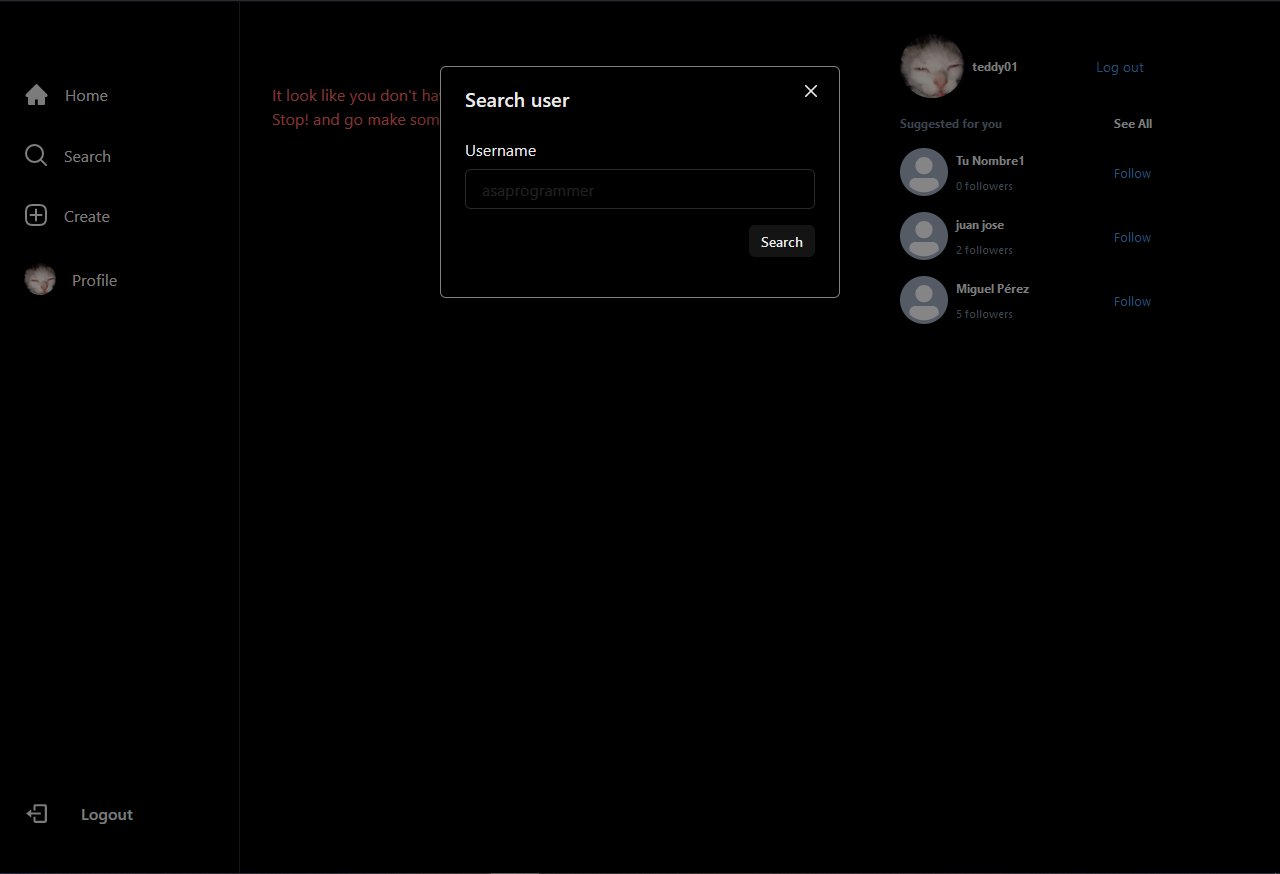 Home
Search
Create
Profile
Logout
It look like you don't ha
Stop! and go make som
Search user
Username
asaprogrammer
Search
teddy01
Log out
Suggested for you
See All
Tu Nombre1
0 followers
Follow
juan jose
2 followers
Follow
Miguel Pérez
5 followers
Follow